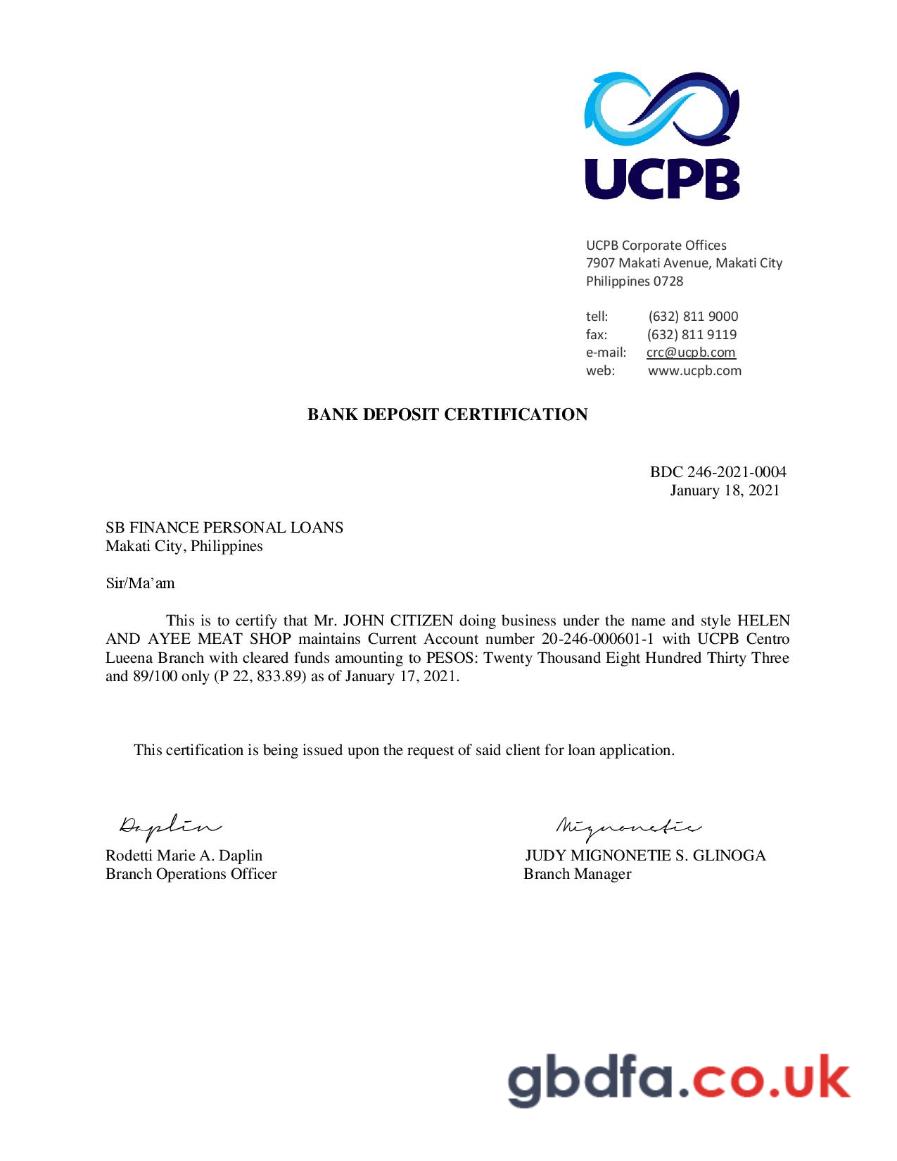 UCPB
UCPB Corporate Offices
7907 Makati Avenue, Makati City
Philippines 0728
tell: (632) 811 9000
fax: (632) 811 9119
e-mail: crc@ucpb.com
web: www.ucpb.com
BANK DEPOSIT CERTIFICATION
BDC 246-2021-0004
January 18, 2021
SB FINANCE PERSONAL LOANS
Makati City, Philippines
Sir/Ma’am
This is to certify that Mr. JOHN CITIZEN doing business under the name and style HELEN
AND AYEE MEAT SHOP maintains Current Account number 20-246-000601-1 with UCPB Centro
Lueena Branch with cleared funds amounting to PESOS: Twenty Thousand Eight Hundred Thirty Three
and 89/100 only (P 22, 833.89) as of January 17, 2021.
This certification is being issued upon the request of said client for loan application.
Daplin Mignonetie
Rodetti Marie A. Daplin JUDY MIGNONETIE S. GLINOGA
Branch Operations Officer Branch Manager
gbdfa.co.uk